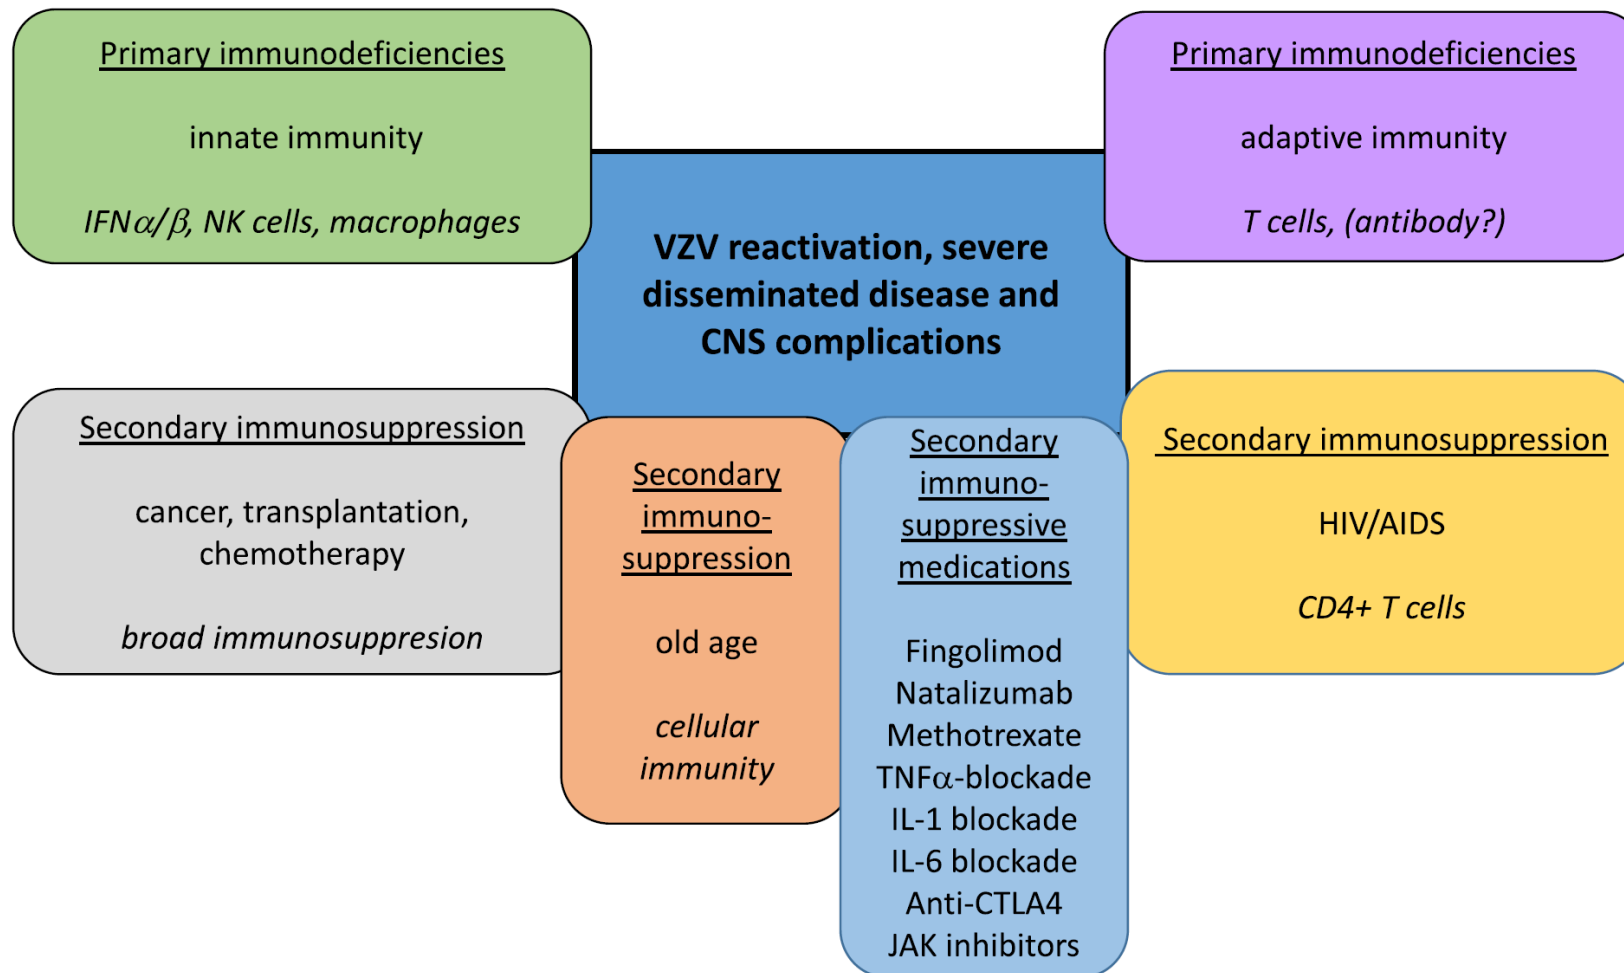 Primary immunodeficiencies
innate immunity
IFNα/β, NK cells, macrophages
Primary immunodeficiencies
adaptive immunity
T cells, (antibody?)
VZV reactivation, severe
disseminated disease and
CNS complications
Secondary immunosuppression
cancer, transplantation,
chemotherapy
broad immunosuppresion
Secondary
immuno-
suppression
old age
cellular
immunity
Secondary
immuno-
suppressive
medications
Fingolimod
Natalizumab
Methotrexate
TNFα-blockade
IL-1 blockade
IL-6 blockade
Anti-CTLA4
JAK inhibitors
Secondary immunosuppression
HIV/AIDS
CD4+ T cells